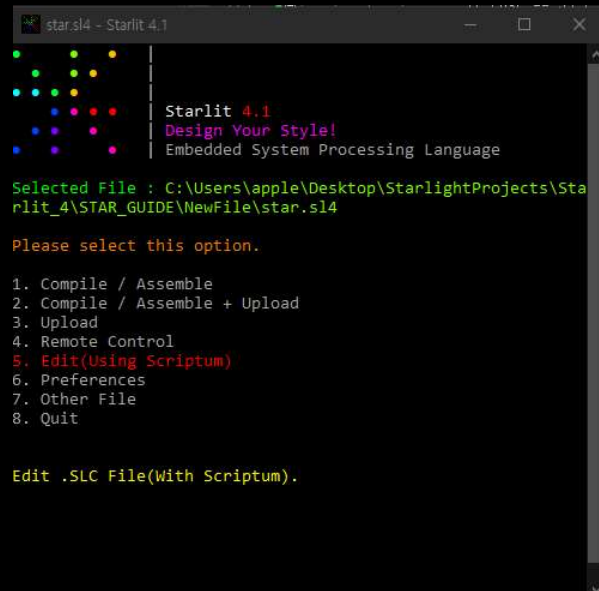 star.sl4 - Starlit 4.1
Starlit 4.1
Design Your Style!
Embedded System Processing Language
Selected File : C:\Users\apple\Desktop\StarlightProjects\Sta
rlit_4\STAR_GUIDE\NewFile\star.sl4
Please select this option.
1. Compile / Assemble
2. Compile / Assemble + Upload
3. Upload
4. Remote Control
5. Edit(Using Scriptum)
6. Preferences
7. Other File
8. Quit
Edit .SLC File(With Scriptum).